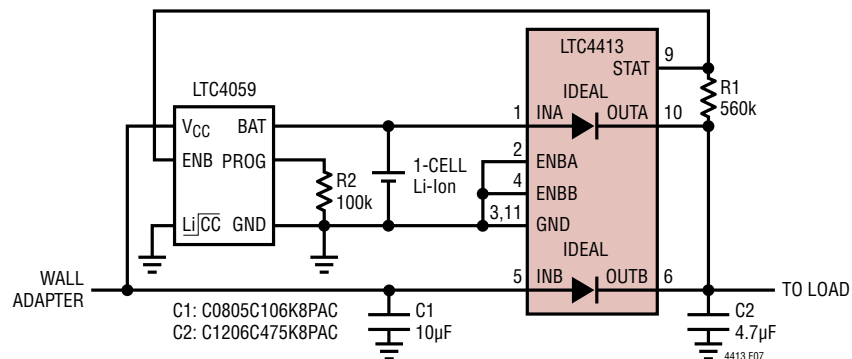 LTC4413
STAT
9
LTC4059
IDEAL
R1
560k
VCC
BAT
1
INA
OUTA
10
ENB
PROG
2
ENBA
1-CELL
Li-Ion
R2
100k
4
ENBB
3,11
GND
Li CC
GND
IDEAL
WALL
ADAPTER
5
INB
OUTB
6
TO LOAD
C1: C0805C106K8PAC
C2: C1206C475K8PAC
C1
10µF
C2
4.7µF
4413 F07